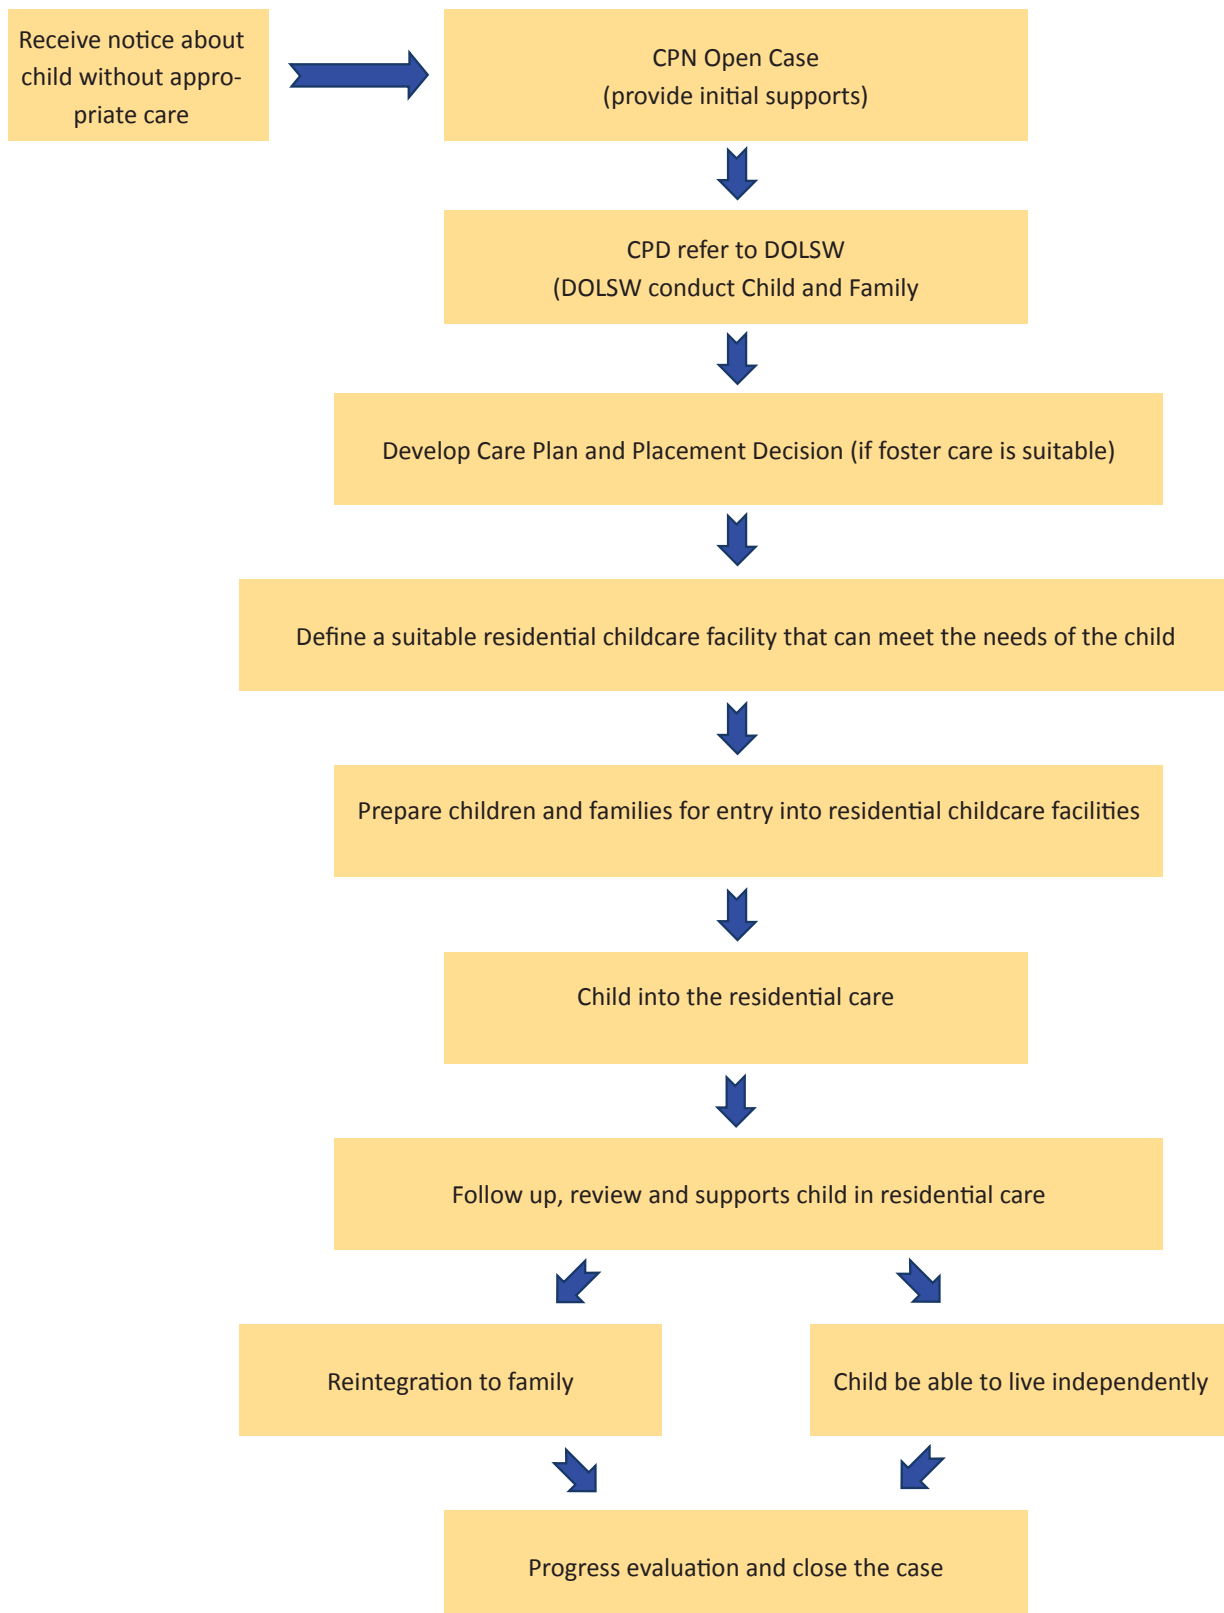 Receive notice about
child without appro-
priate care
CPN Open Case
(provide initial supports)
CPD refer to DOLSW
(DOLSW conduct Child and Family
Develop Care Plan and Placement Decision (if foster care is suitable)
Define a suitable residential childcare facility that can meet the needs of the child
Prepare children and families for entry into residential childcare facilities
Child into the residential care
Follow up, review and supports child in residential care
Reintegration to family
Child be able to live independently
Progress evaluation and close the case